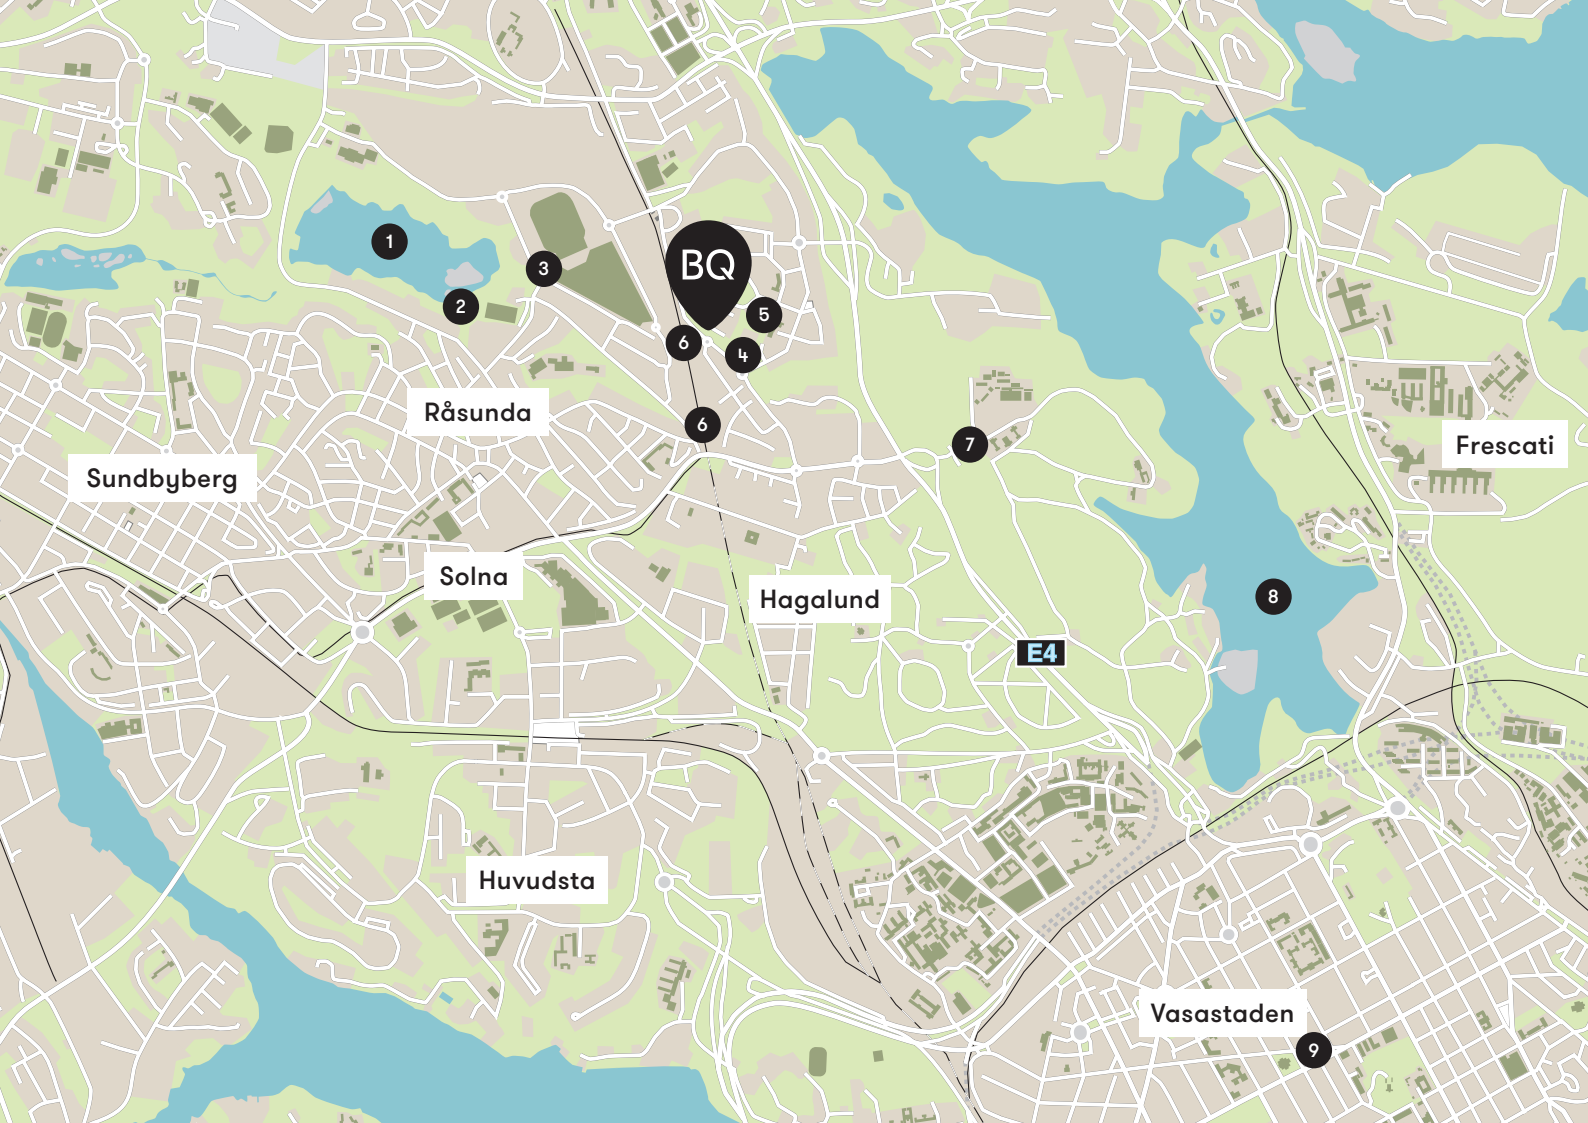 1
BQ
3
2
5
6
4
Råsunda
6
7
Frescati
Sundbyberg
Solna
Hagalund
8
E4
Huvudsta
Vasastaden
9